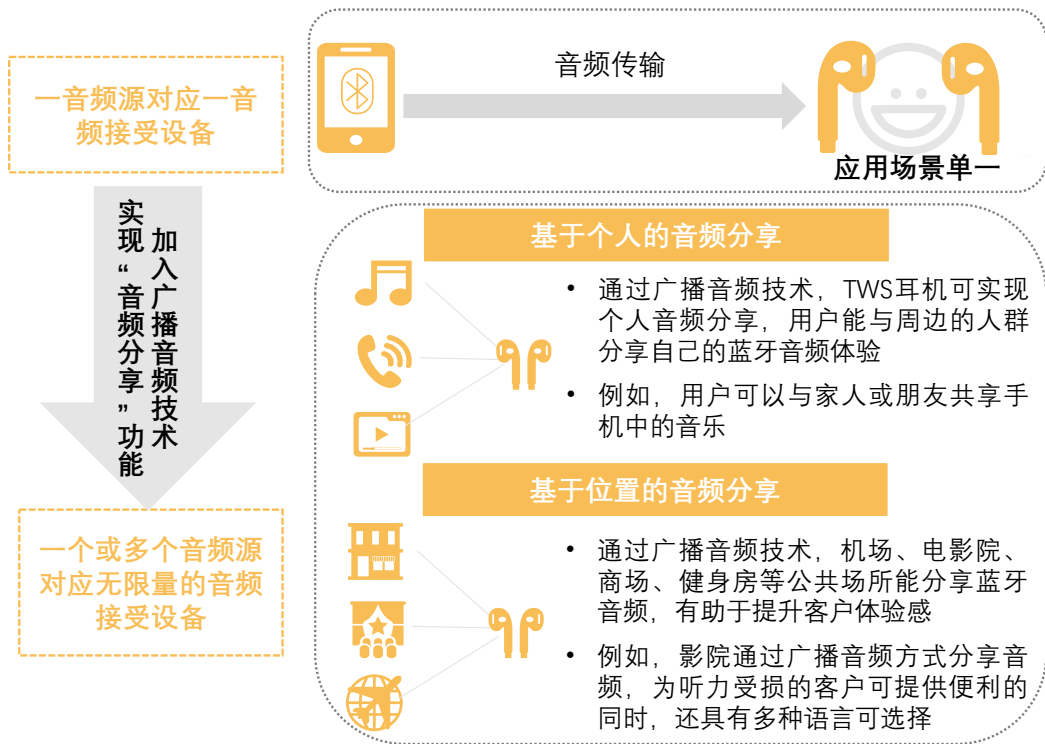 一音频源对应一音
频接受设备
音频传输
应用场景单一
加入广播音频技术
实现“音频分享”功能
基于个人的音频分享
• 通过广播音频技术，TWS耳机可实现
个人音频分享，用户能与周边的人群
分享自己的蓝牙音频体验
• 例如，用户可以与家人或朋友共享手
机中的音乐
一个或多个音频源
对应无限量的音频
接受设备
基于位置的音频分享
• 通过广播音频技术，机场、电影院、
商场、健身房等公共场所能分享蓝牙
音频，有助于提升客户体验感
• 例如，影院通过广播音频方式分享音
频，为听力受损的客户可提供便利的
同时，还具有多种语言可选择